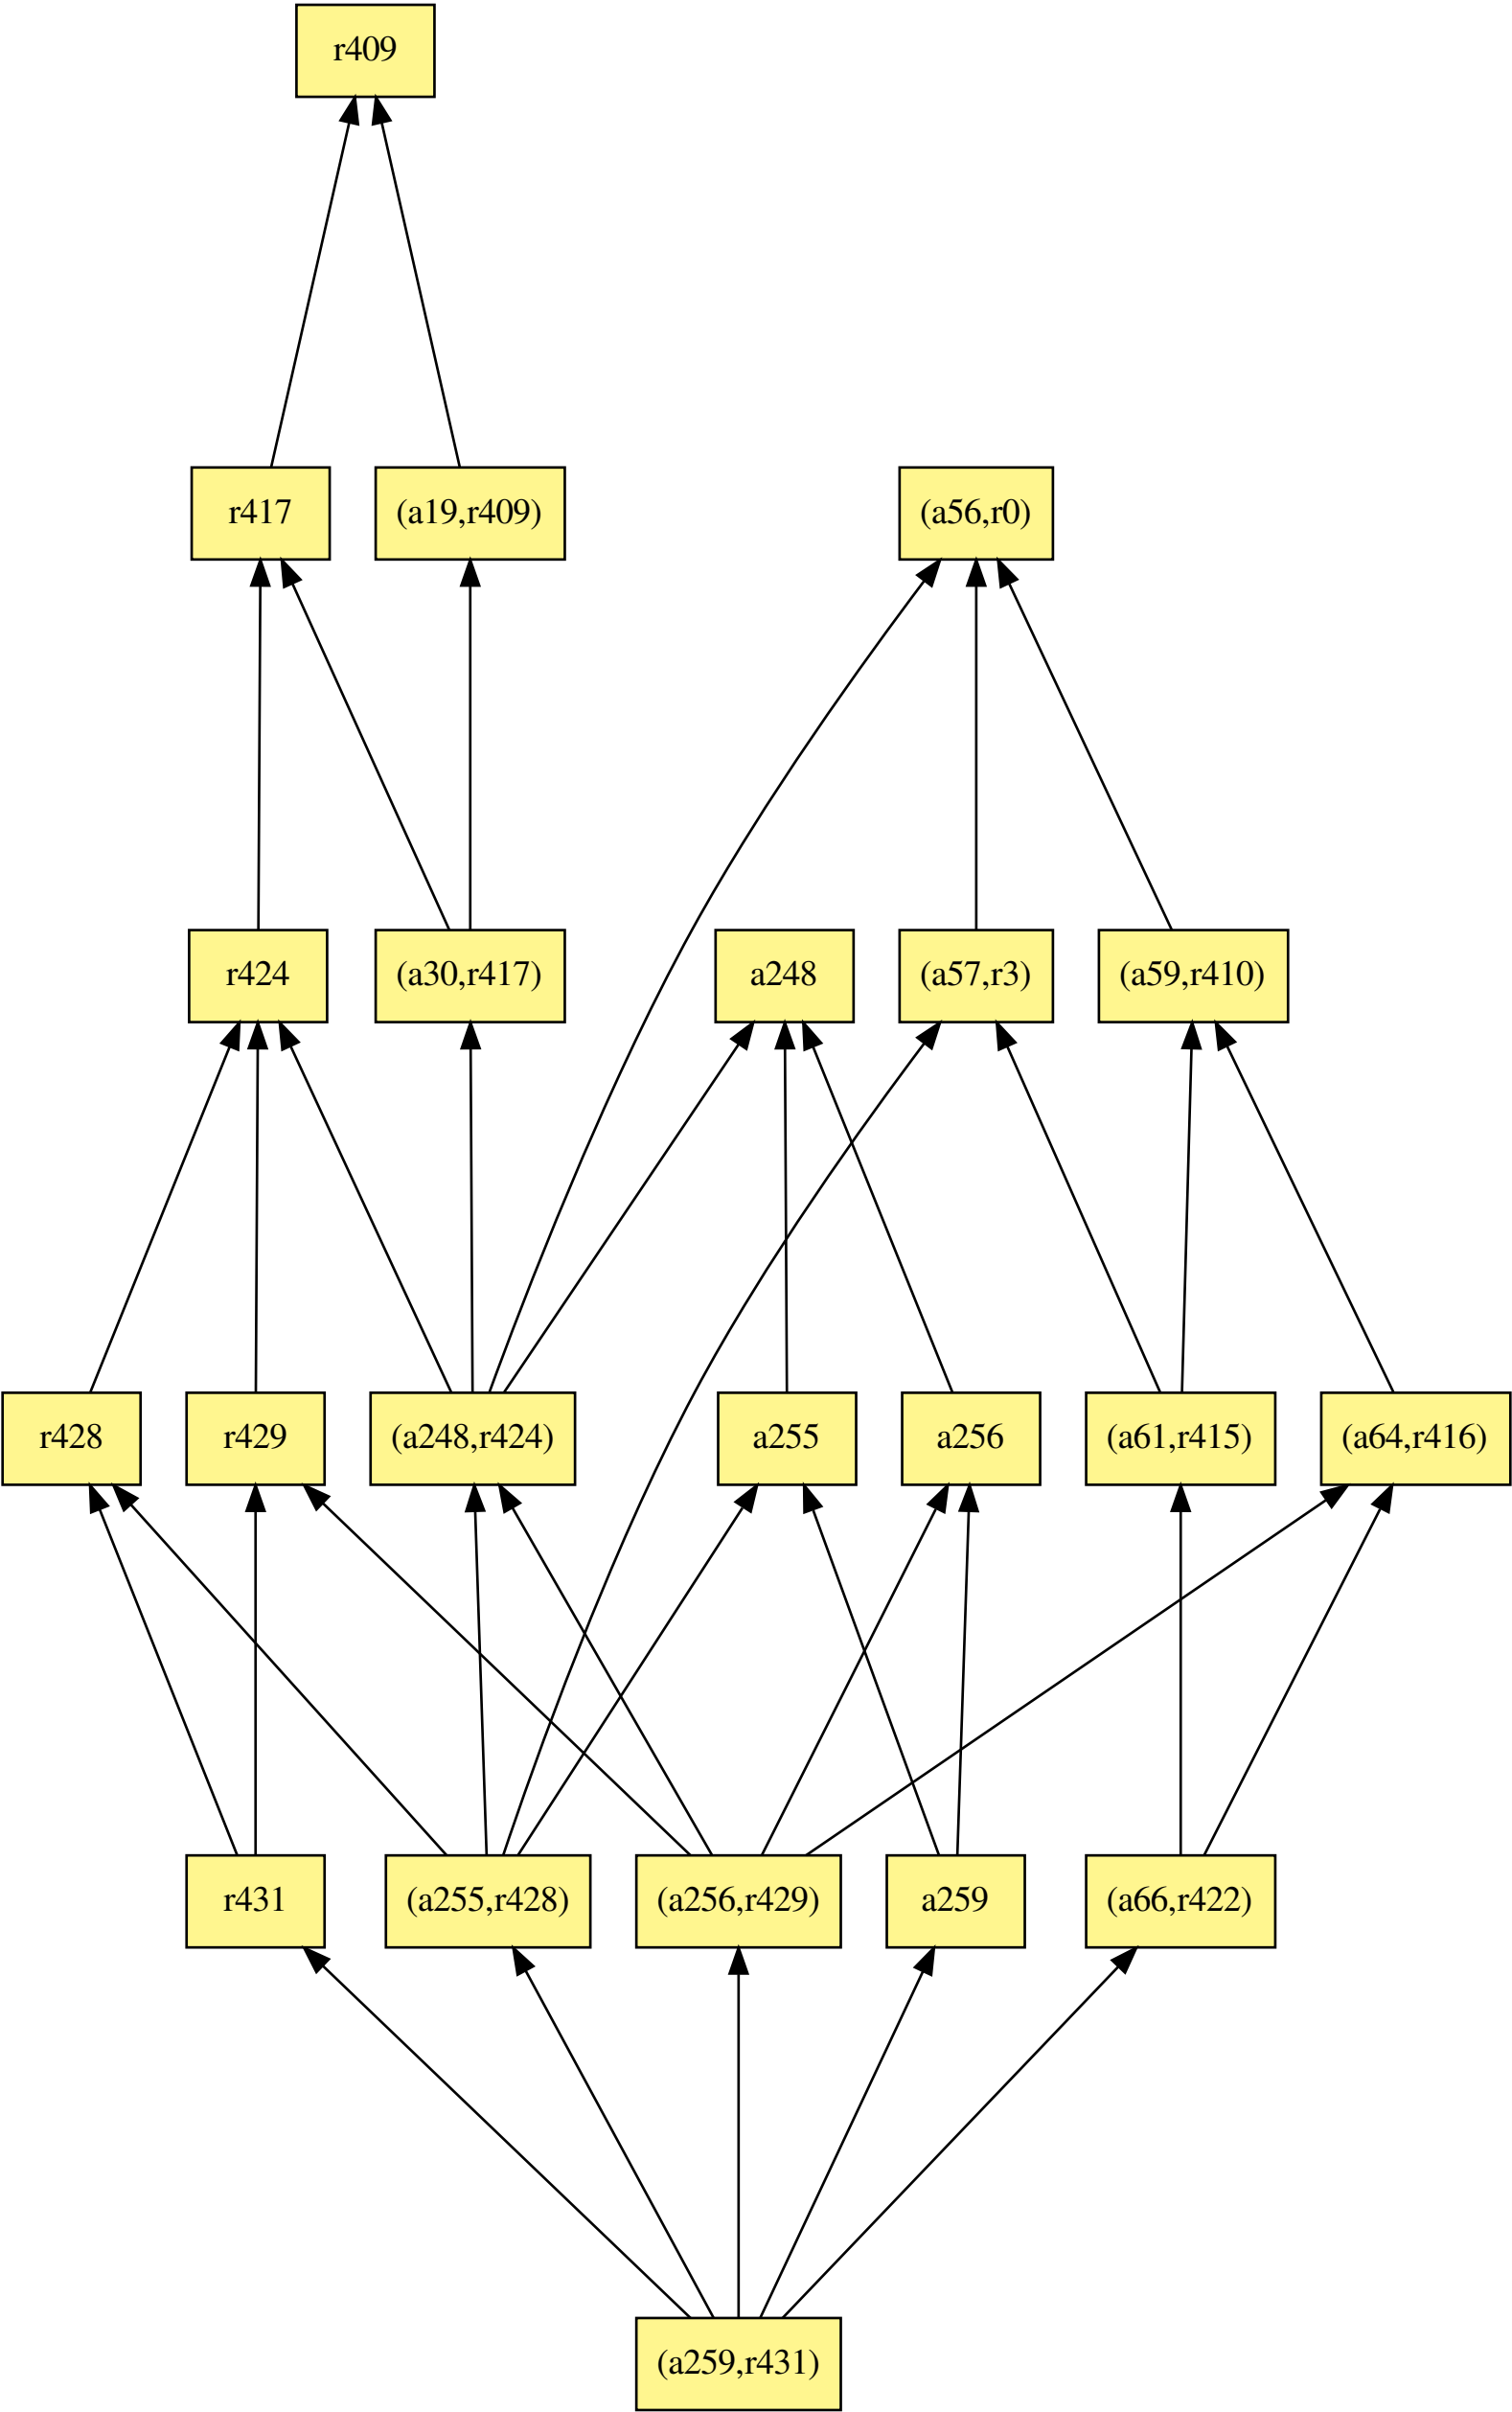 r409
r417
(a19,r409)
(a56,r0)
r424
(a30,r417)
a248
(a57,r3)
(a59,r410)
r428
r429
(a248,r424)
a255
a256
(a61,r415)
(a64,r416)
r431
(a255,r428)
(a256,r429)
a259
(a66,r422)
(a259,r431)